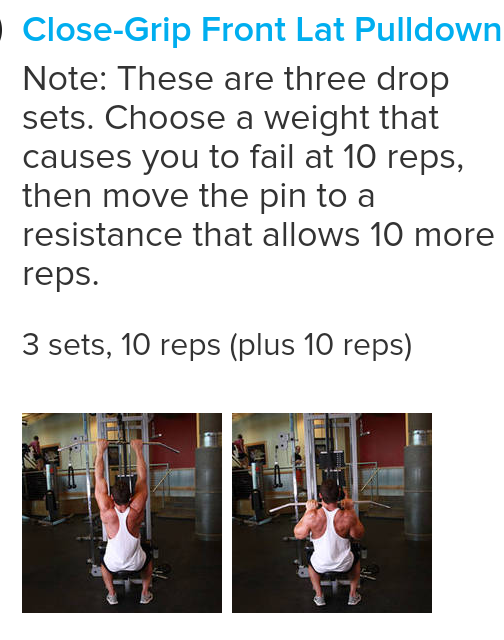 Close-Grip Front Lat Pulldown
Note: These are three drop
sets. Choose a weight that
causes you to fail at 10 reps,
then move the pin to a
resistance that allows 10 more
reps.
3 sets, 10 reps (plus 10 reps)